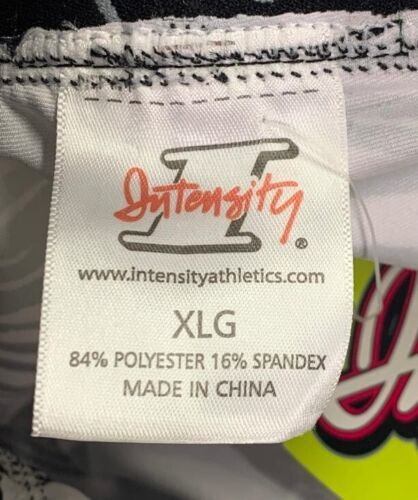 Intensity
®
www.intensityathletics.com
XLG
84% POLYESTER 16% SPANDEX
MADE IN CHINA